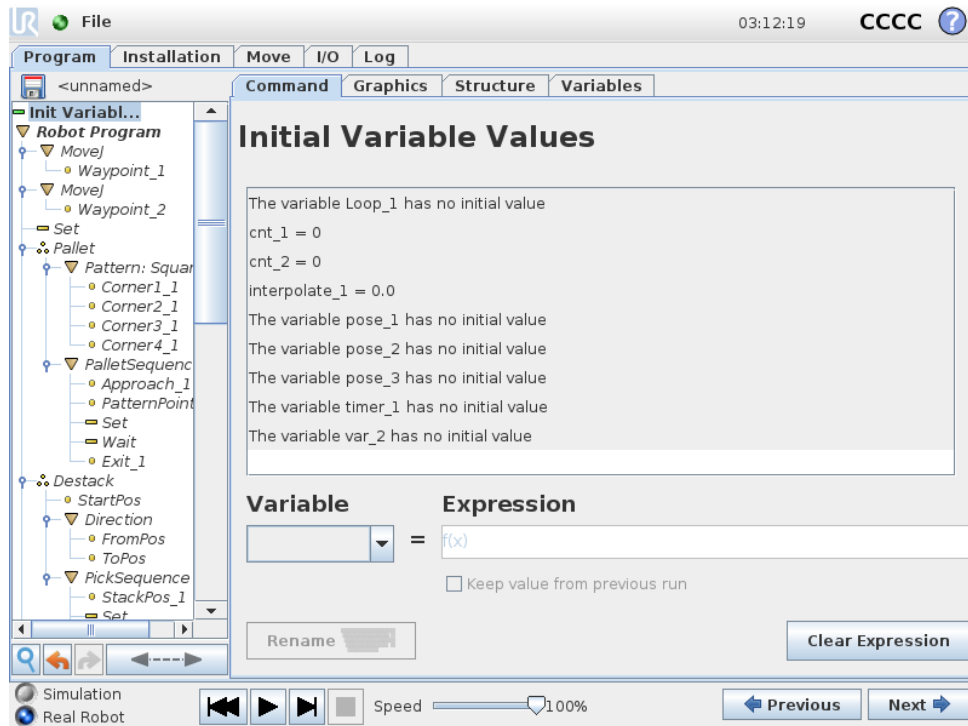 UR File 03:12:19 CCCC ?
Program Installation Move I/O Log
<unnamed>
Command Graphics Structure Variables
Init Variabl...
Robot Program
MoveJ
Waypoint_1
MoveJ
Waypoint_2
Set
Pallet
Pattern: Squar
Corner1_1
Corner2_1
Corner3_1
Corner4_1
PalletSequenc
Approach_1
PatternPoint
Set
Wait
Exit_1
Destack
StartPos
Direction
FromPos
ToPos
PickSequence
StackPos_1
Set
Initial Variable Values
The variable Loop_1 has no initial value
cnt_1 = 0
cnt_2 = 0
interpolate_1 = 0.0
The variable pose_1 has no initial value
The variable pose_2 has no initial value
The variable pose_3 has no initial value
The variable timer_1 has no initial value
The variable var_2 has no initial value
Variable Expression
= f(x)
Keep value from previous run
Rename Clear Expression
Simulation
Real Robot
Speed 100%
Previous Next